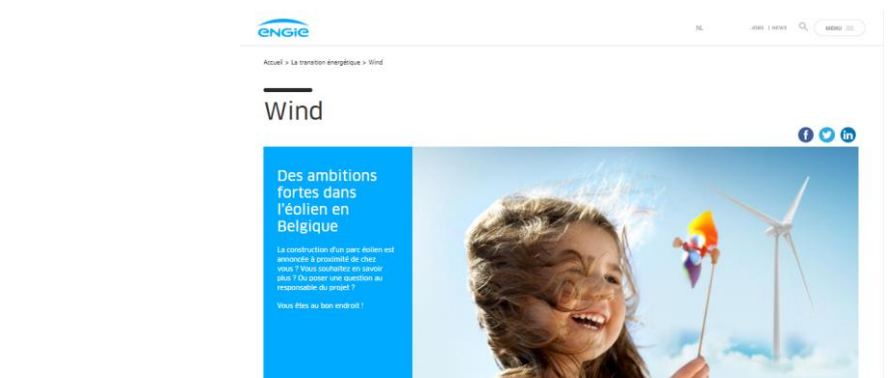 ENGIE
NL
JOBS | NEWS
MENU
Accueil > La transition énergétique > Wind
Wind
Des ambitions
fortes dans
l'éolien en
Belgique
La construction d'un parc éolien est
annoncée à proximité de chez
vous ? Vous souhaitez en savoir
plus ? Ou poser une question au
responsable du projet ?
Vous êtes au bon endroit !